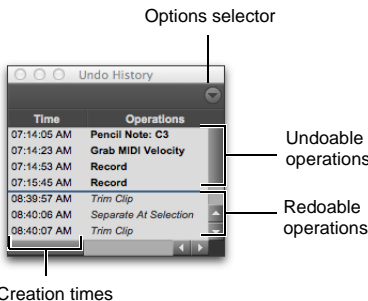 Options selector
Undo History
Time Operations
07:14:05 AM Pencil Note: C3
07:14:23 AM Grab MIDI Velocity
07:14:53 AM Record
07:15:45 AM Record
08:39:57 AM Trim Clip
08:40:06 AM Separate At Selection
08:40:07 AM Trim Clip
Undoable
operations
Redoable
operations
Creation times